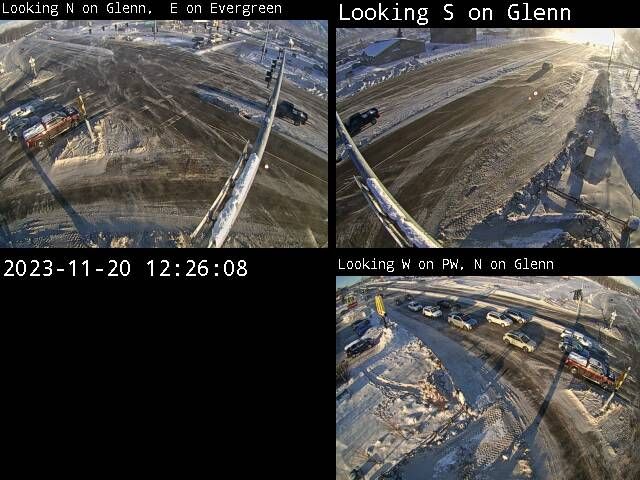 Looking N on Glenn,  E on Evergreen
Looking S on Glenn
2023-11-20 12:26:08
Looking W on PW, N on Glenn